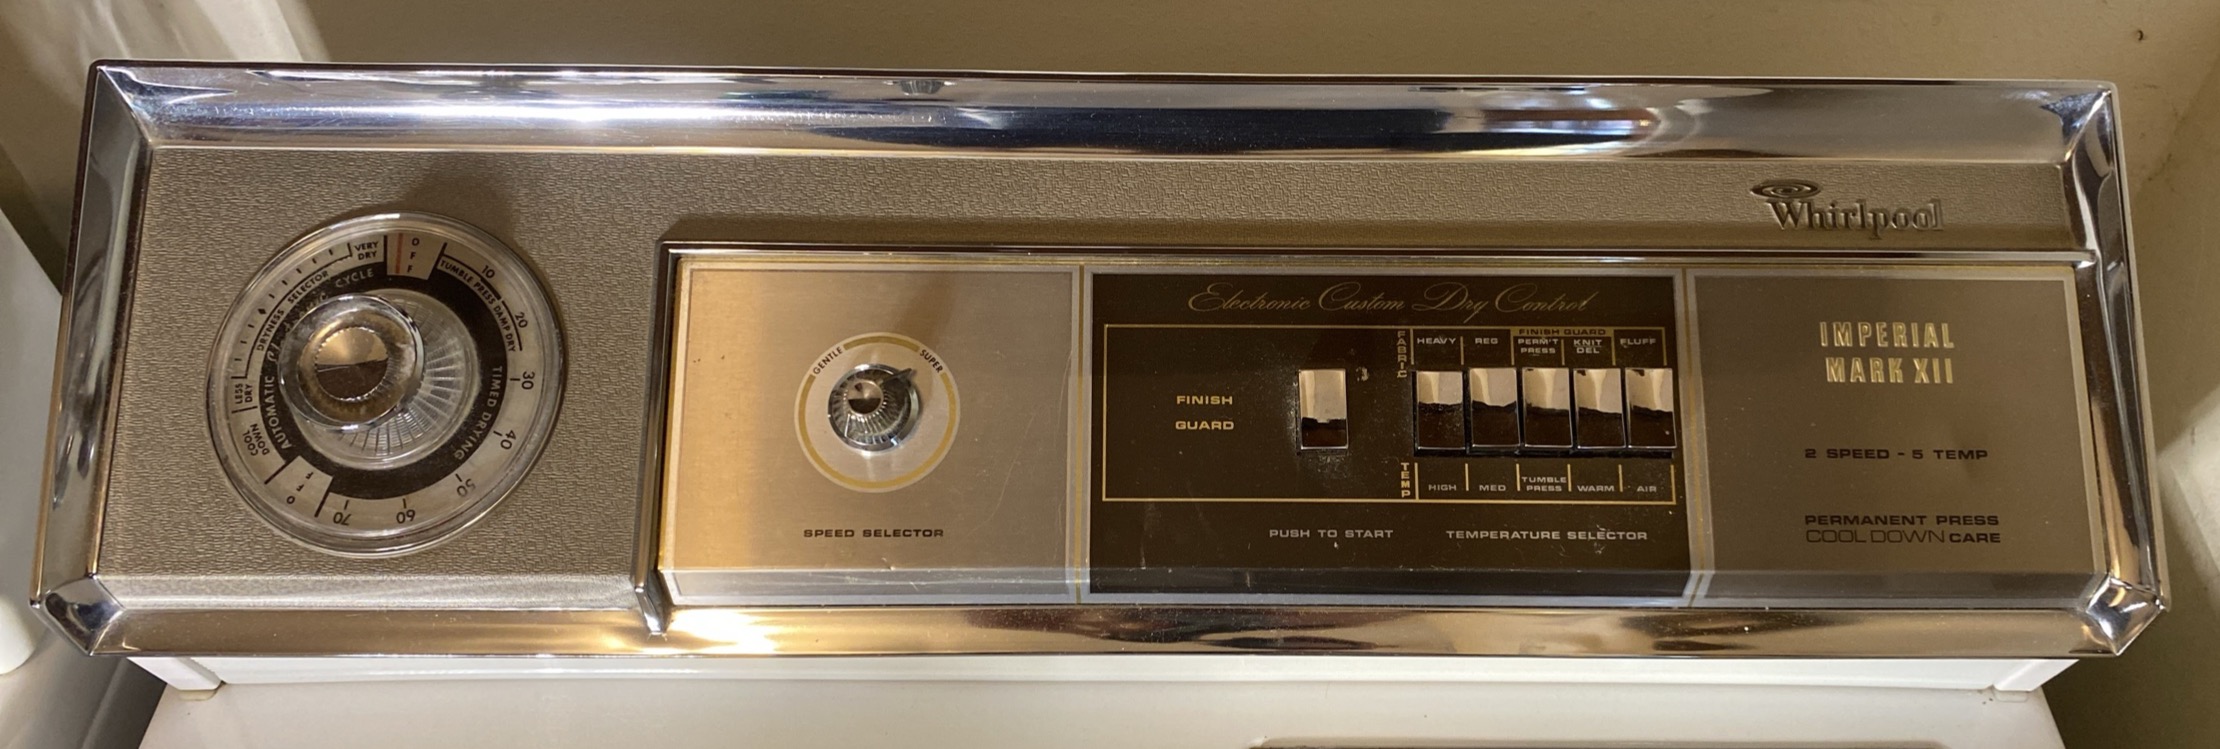 Whirlpool
OFF
VERY DRY
DRYNESS SELECTOR
LESS DRY
COOL DOWN
AUTOMATIC
CYCLE
OFF
TUMBLE PRESS DAMP DRY
TIMED DRYING
10
20
30
40
50
60
70
GENTLE
SUPER
SPEED SELECTOR
Electronic Custom Dry Control
FINISH
GUARD
FABRIC
FINISH GUARD
HEAVY
REG
PERM'T
PRESS
KNIT
DEL
FLUFF
TEMP
HIGH
MED
TUMBLE
PRESS
WARM
AIR
PUSH TO START
TEMPERATURE SELECTOR
IMPERIAL
MARK XII
2 SPEED - 5 TEMP
PERMANENT PRESS
COOL DOWN CARE